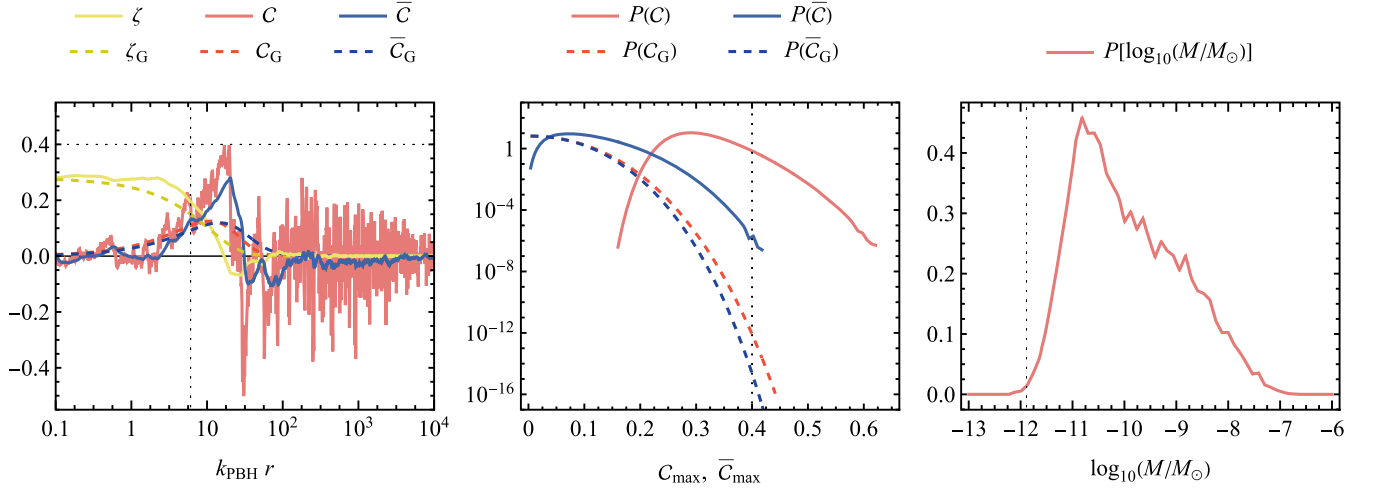 ζ C C̅ P(C) P(C̅)
ζ_G C_G C̅_G P(C_G) P(C̅_G) P[log₁₀(M/M☉)]
0.4
0.2
0.0
-0.2
-0.4
0.1 1 10 10² 10³ 10⁴
k_PBH r
1
10⁻⁴
10⁻⁸
10⁻¹²
10⁻¹⁶
0 0.1 0.2 0.3 0.4 0.5 0.6
C_max, C̅_max
0.4
0.3
0.2
0.1
0.0
-13 -12 -11 -10 -9 -8 -7 -6
log₁₀(M/M☉)